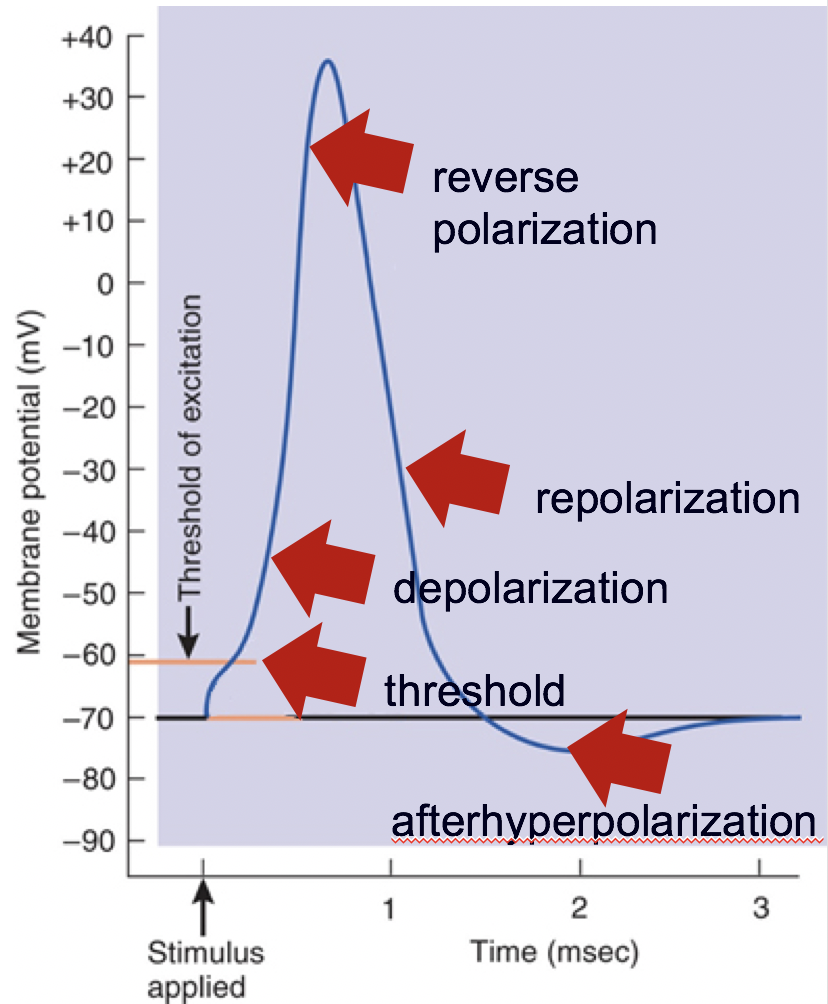 +40
+30
+20
+10
0
−10
−20
−30
−40
−50
−60
−70
−80
−90
Membrane potential (mV)
Threshold of excitation
reverse
polarization
repolarization
depolarization
threshold
afterhyperpolarization
1
2
3
Stimulus
applied
Time (msec)